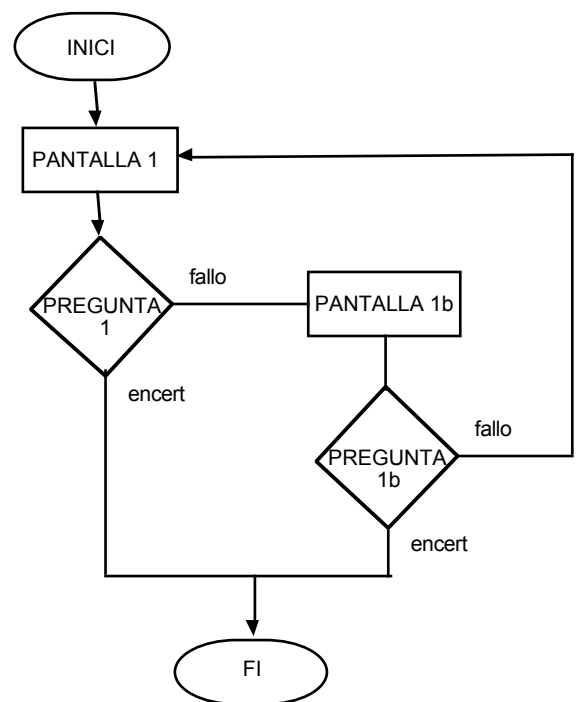 INICI
PANTALLA 1
PREGUNTA
1
fallo
PANTALLA 1b
encert
PREGUNTA
1b
fallo
encert
FI